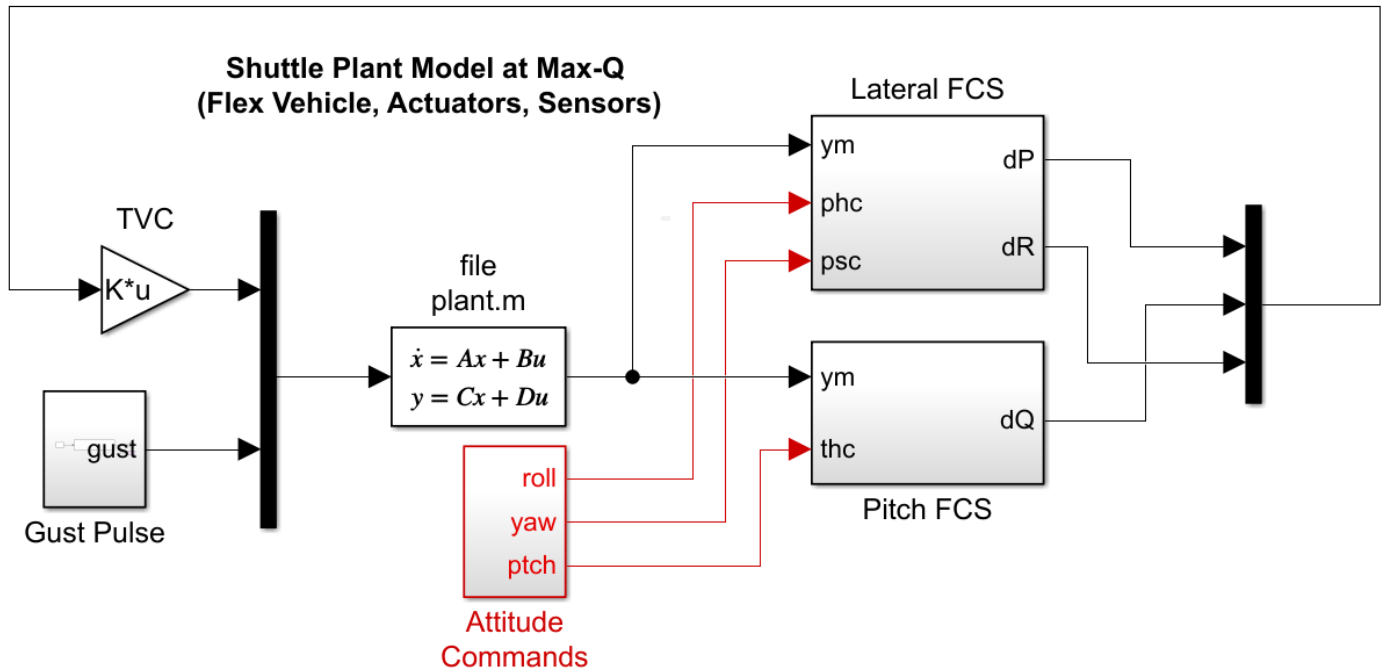 Shuttle Plant Model at Max-Q
(Flex Vehicle, Actuators, Sensors)
Lateral FCS
ym
phc
psc
dP
dR
TVC
K*u
file
plant.m
ẋ = Ax + Bu
y = Cx + Du
gust
Gust Pulse
roll
yaw
ptch
Attitude
Commands
ym
thc
dQ
Pitch FCS